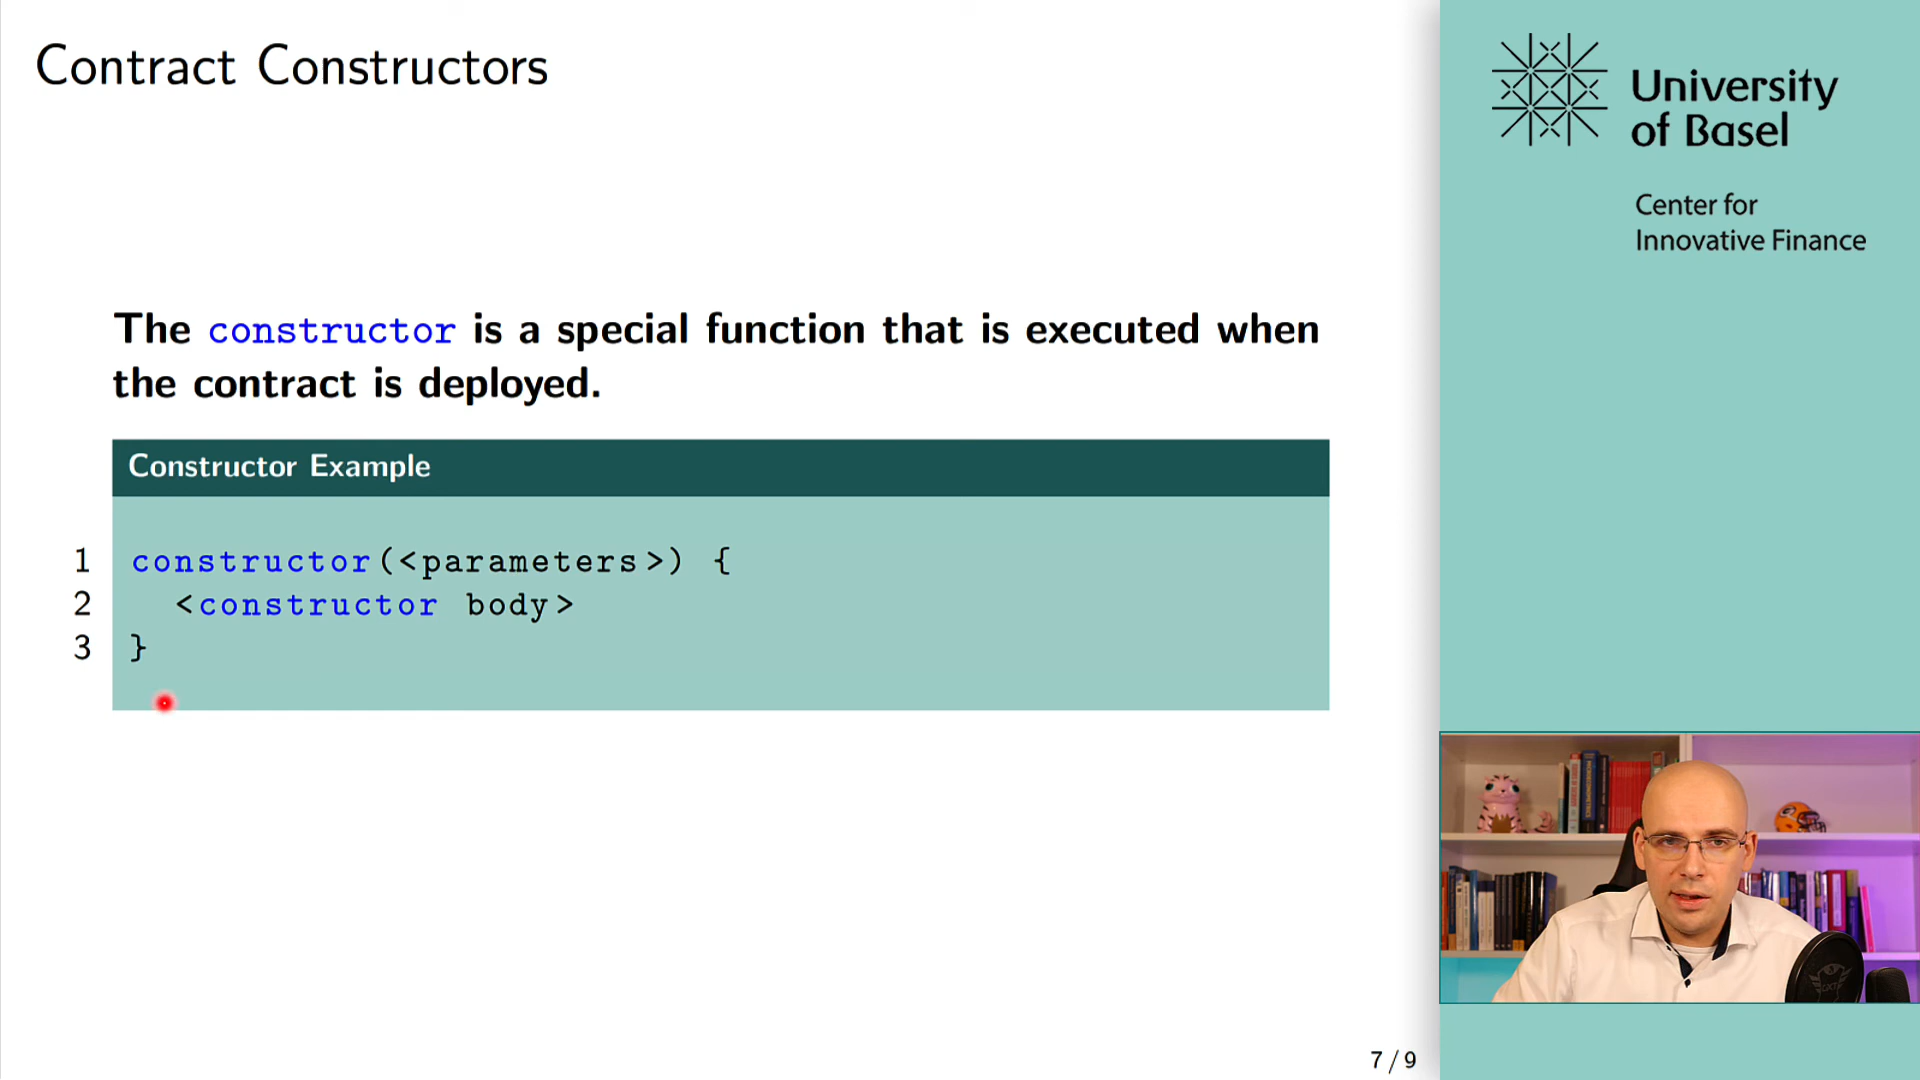 Contract Constructors
The constructor is a special function that is executed when
the contract is deployed.
Constructor Example
1 constructor(<parameters>) {
2 <constructor body>
3 }
7 / 9
University
of Basel
Center for
Innovative Finance